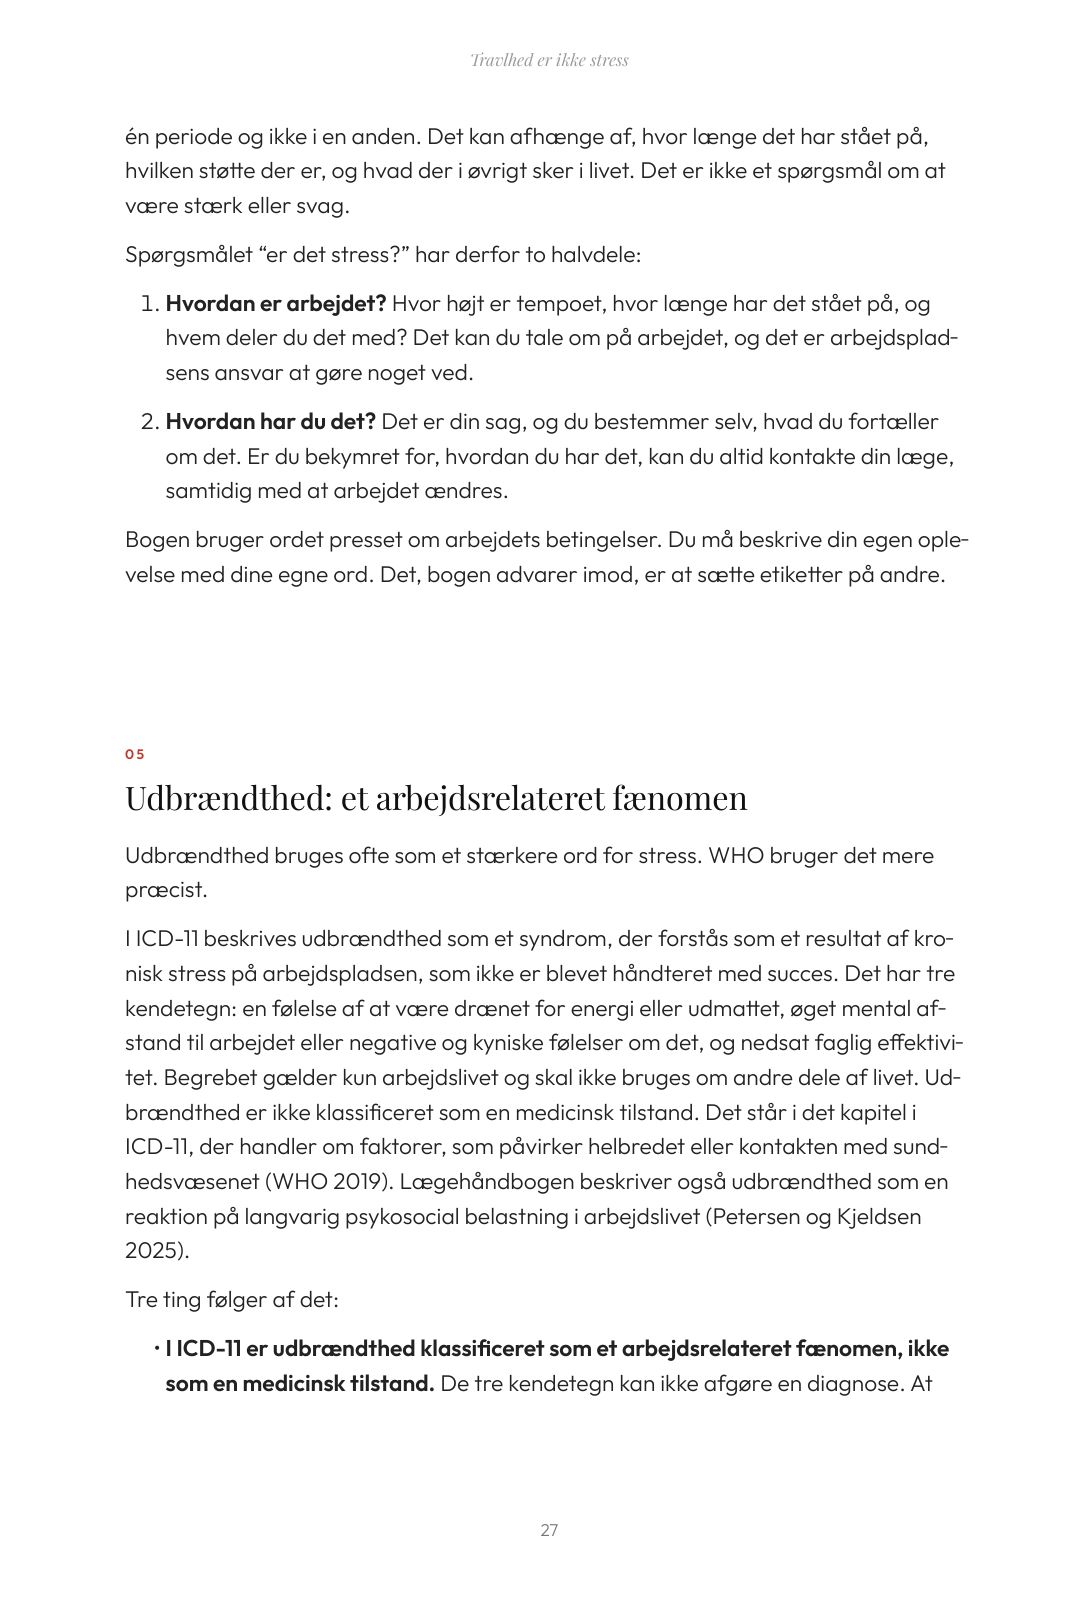 Travlhed er ikke stress
én periode og ikke i en anden. Det kan afhænge af, hvor længe det har stået på,
hvilken støtte der er, og hvad der i øvrigt sker i livet. Det er ikke et spørgsmål om at
være stærk eller svag.
Spørgsmålet “er det stress?” har derfor to halvdele:
1. Hvordan er arbejdet? Hvor højt er tempoet, hvor længe har det stået på, og
hvem deler du det med? Det kan du tale om på arbejdet, og det er arbejdsplad-
sens ansvar at gøre noget ved.
2. Hvordan har du det? Det er din sag, og du bestemmer selv, hvad du fortæller
om det. Er du bekymret for, hvordan du har det, kan du altid kontakte din læge,
samtidig med at arbejdet ændres.
Bogen bruger ordet presset om arbejdets betingelser. Du må beskrive din egen ople-
velse med dine egne ord. Det, bogen advarer imod, er at sætte etiketter på andre.
05
Udbrændthed: et arbejdsrelateret fænomen
Udbrændthed bruges ofte som et stærkere ord for stress. WHO bruger det mere
præcist.
I ICD-11 beskrives udbrændthed som et syndrom, der forstås som et resultat af kro-
nisk stress på arbejdspladsen, som ikke er blevet håndteret med succes. Det har tre
kendetegn: en følelse af at være drænet for energi eller udmattet, øget mental af-
stand til arbejdet eller negative og kyniske følelser om det, og nedsat faglig effektivi-
tet. Begrebet gælder kun arbejdslivet og skal ikke bruges om andre dele af livet. Ud-
brændthed er ikke klassificeret som en medicinsk tilstand. Det står i det kapitel i
ICD-11, der handler om faktorer, som påvirker helbredet eller kontakten med sund-
hedsvæsenet (WHO 2019). Lægehåndbogen beskriver også udbrændthed som en
reaktion på langvarig psykosocial belastning i arbejdslivet (Petersen og Kjeldsen
2025).
Tre ting følger af det:
• I ICD-11 er udbrændthed klassificeret som et arbejdsrelateret fænomen, ikke
som en medicinsk tilstand. De tre kendetegn kan ikke afgøre en diagnose. At
27